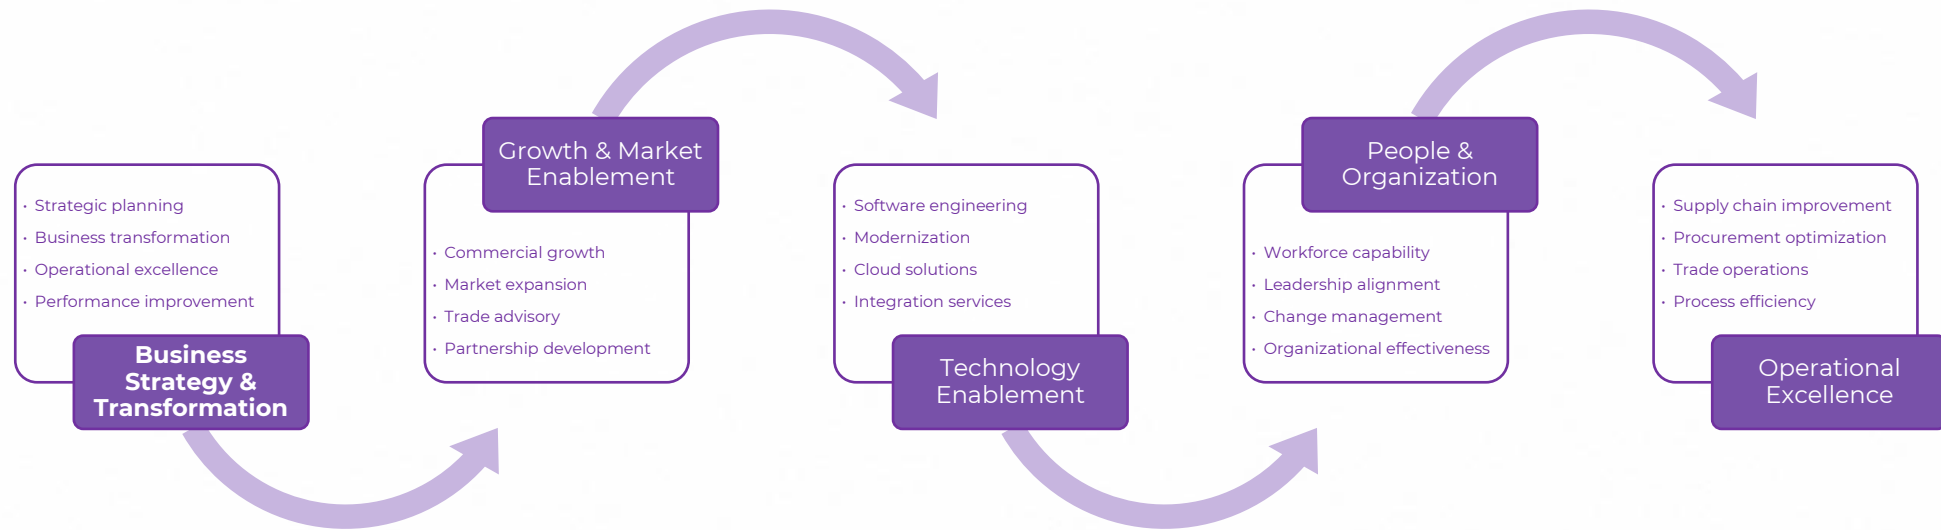 • Strategic planning
• Business transformation
• Operational excellence
• Performance improvement
Business
Strategy &
Transformation
Growth & Market
Enablement
• Commercial growth
• Market expansion
• Trade advisory
• Partnership development
• Software engineering
• Modernization
• Cloud solutions
• Integration services
Technology
Enablement
People &
Organization
• Workforce capability
• Leadership alignment
• Change management
• Organizational effectiveness
• Supply chain improvement
• Procurement optimization
• Trade operations
• Process efficiency
Operational
Excellence